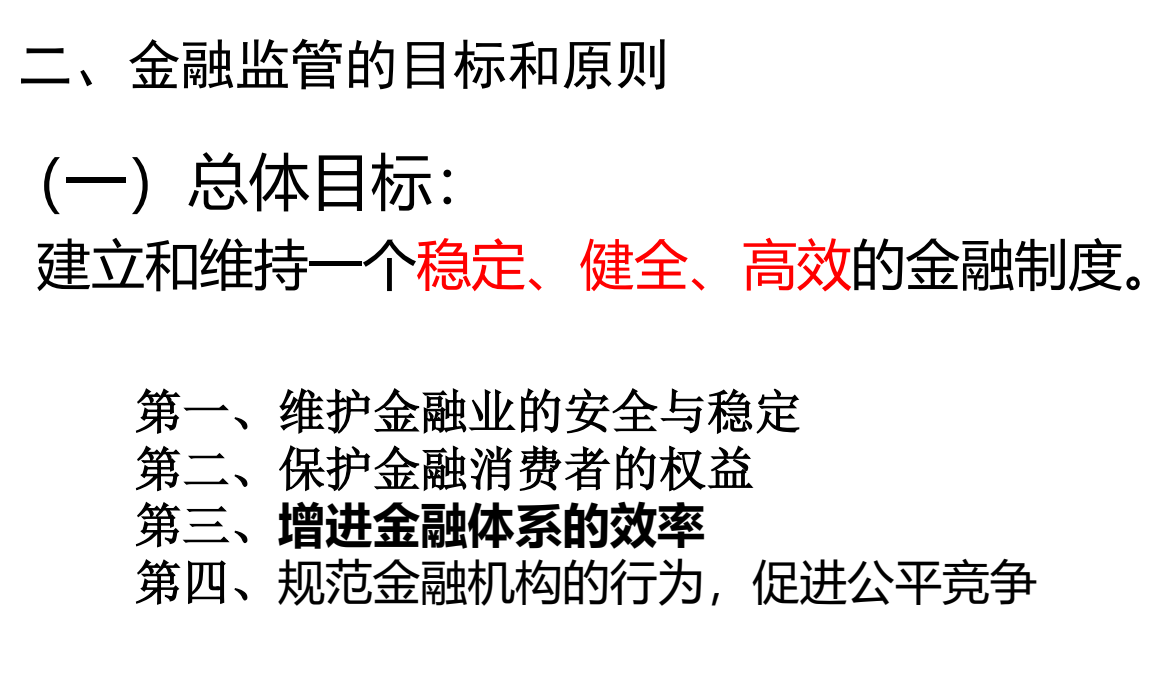 二、金融监管的目标和原则
（一）总体目标：
建立和维持一个稳定、健全、高效的金融制度。
第一、维护金融业的安全与稳定
第二、保护金融消费者的权益
第三、增进金融体系的效率
第四、规范金融机构的行为，促进公平竞争